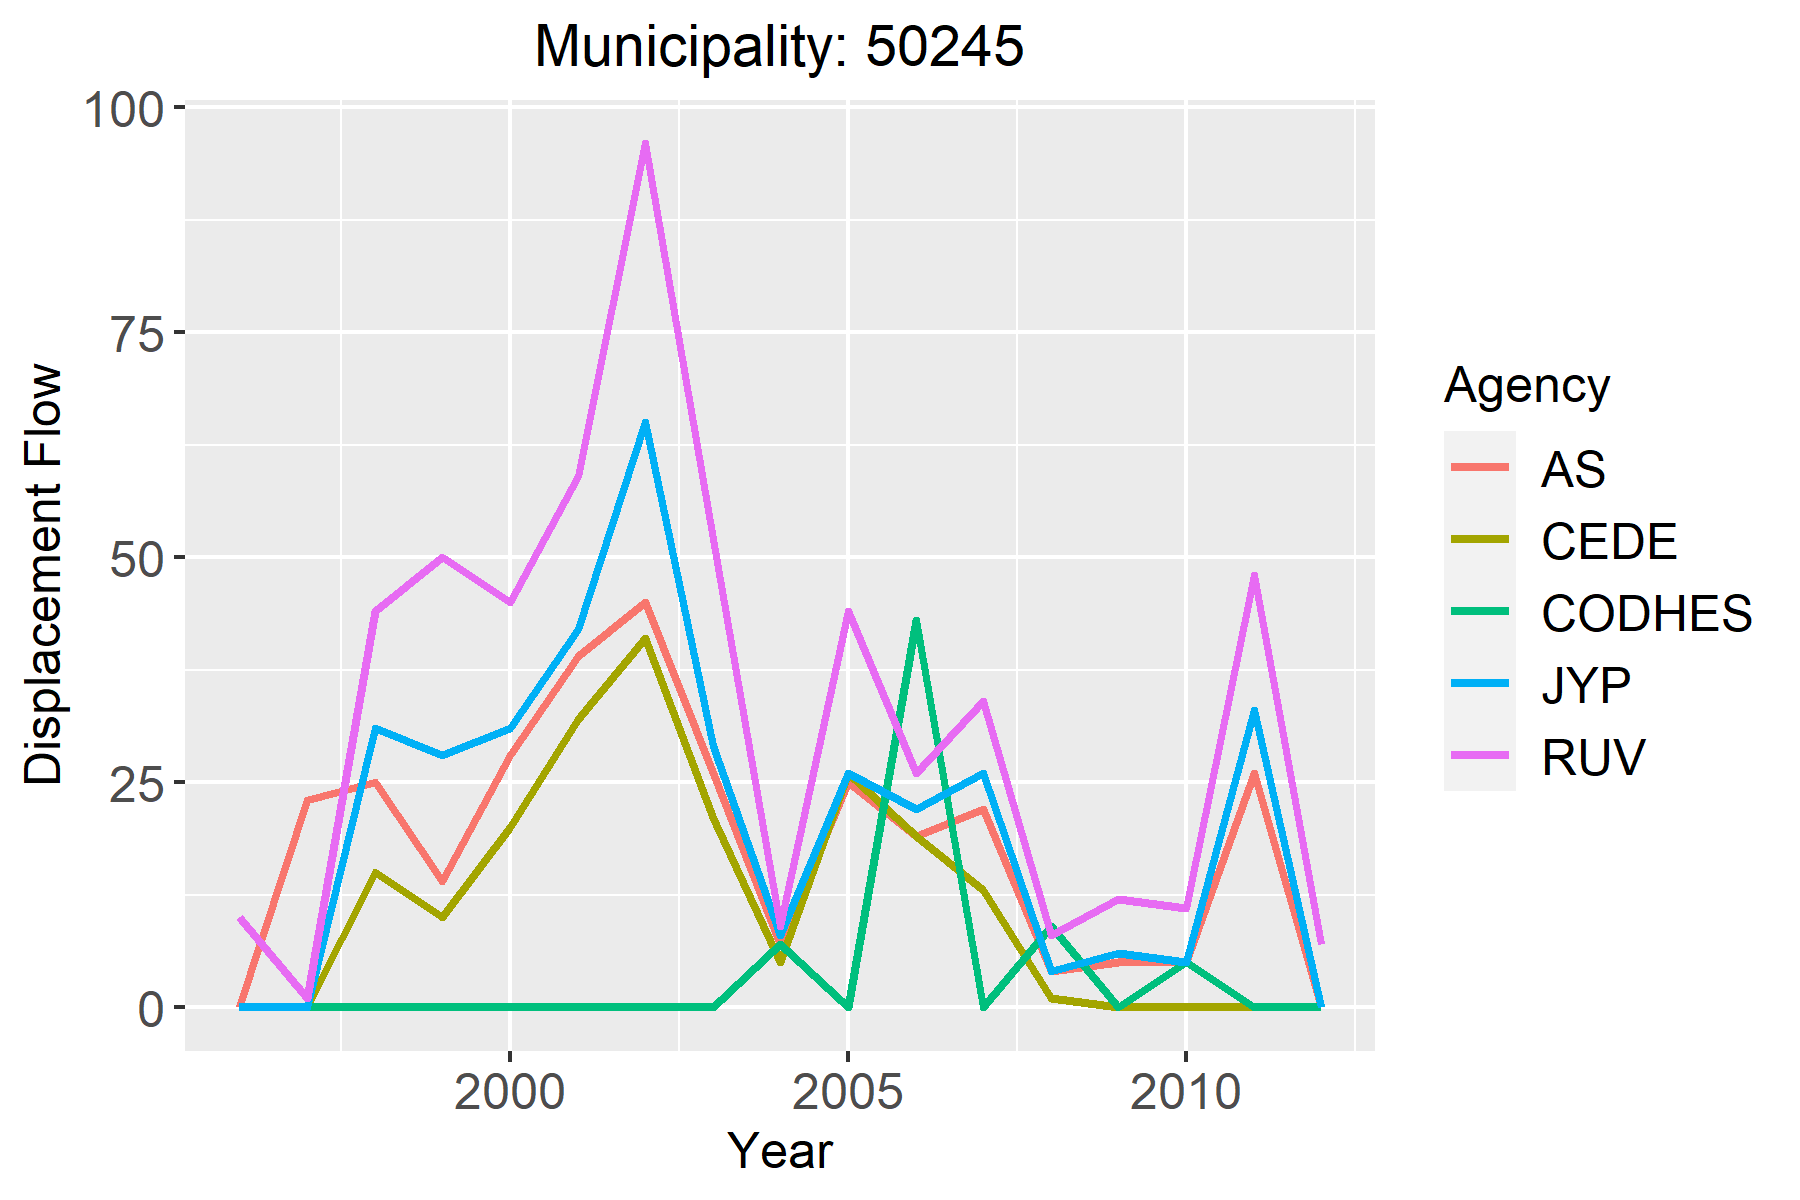 Municipality: 50245
100
75
50
25
0
Displacement Flow
2000 2005 2010
Year
Agency
AS
CEDE
CODHES
JYP
RUV